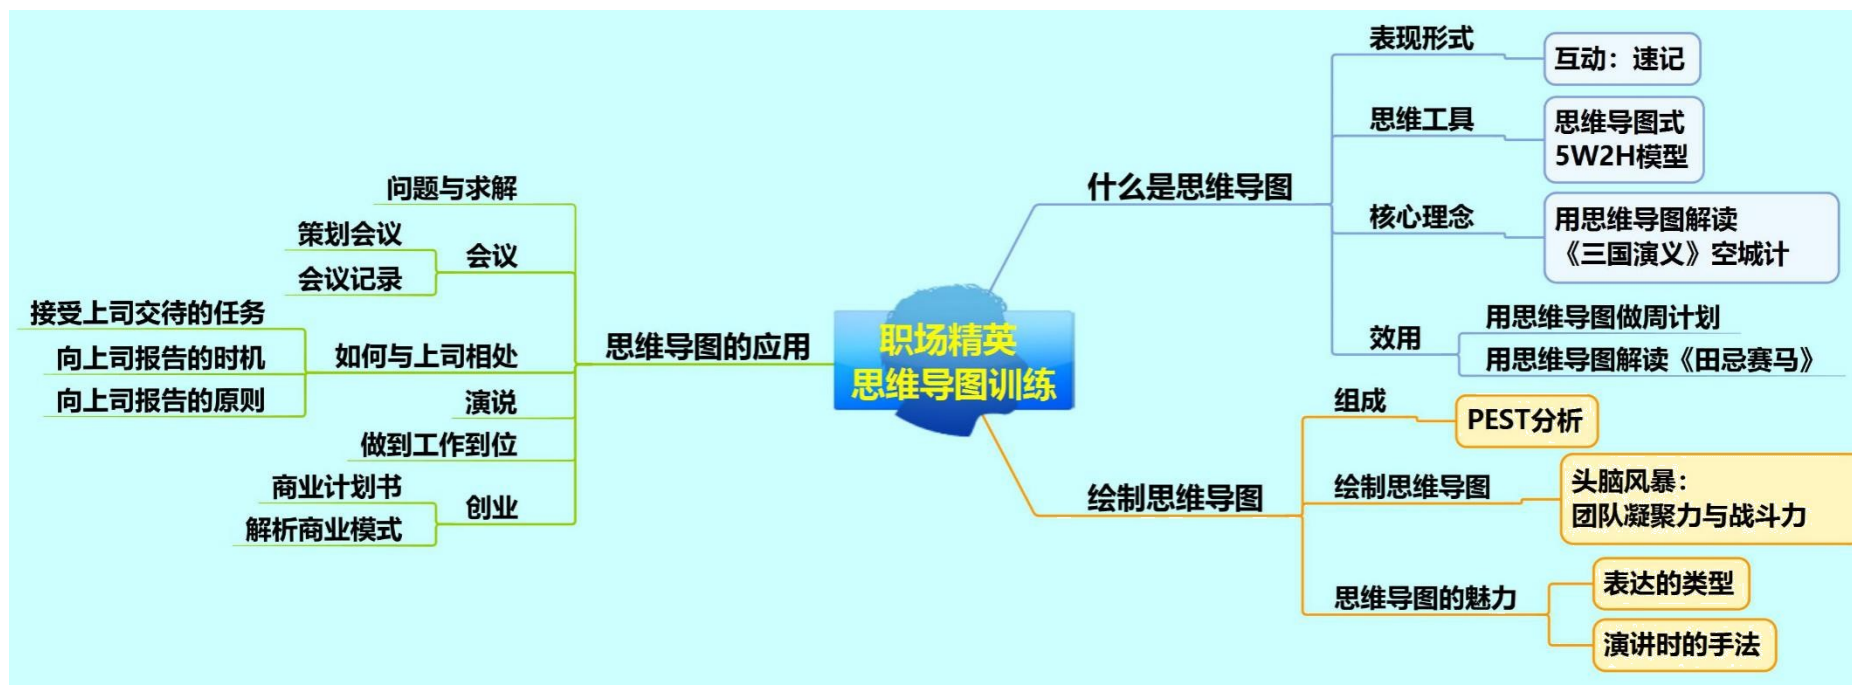 职场精英
思维导图训练
什么是思维导图
表现形式
互动：速记
思维工具
思维导图式
5W2H模型
核心理念
用思维导图解读
《三国演义》空城计
效用
用思维导图做周计划
用思维导图解读《田忌赛马》
绘制思维导图
组成
PEST分析
绘制思维导图
头脑风暴：
团队凝聚力与战斗力
思维导图的魅力
表达的类型
演讲时的手法
思维导图的应用
问题与求解
会议
策划会议
会议记录
如何与上司相处
接受上司交待的任务
向上司报告的时机
向上司报告的原则
演说
做到工作到位
创业
商业计划书
解析商业模式